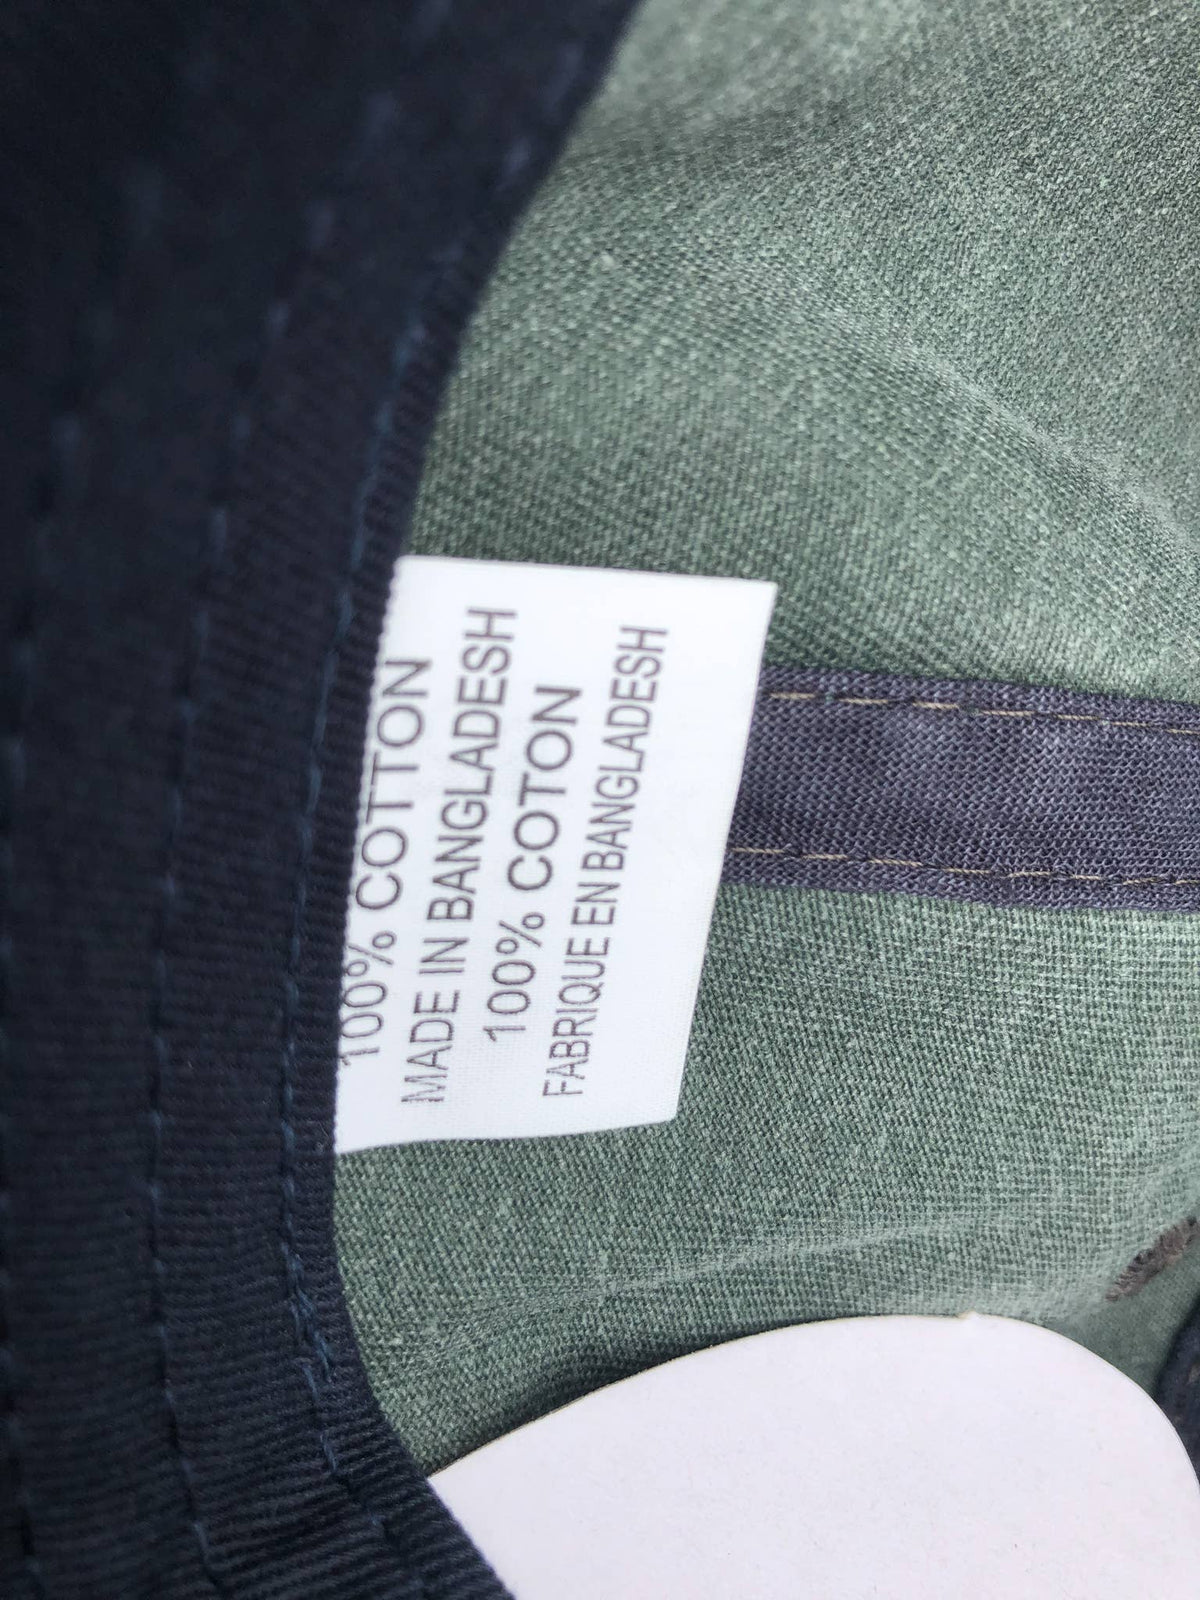 100% COTTON
MADE IN BANGLADESH
100% COTON
FABRIQUE EN BANGLADESH